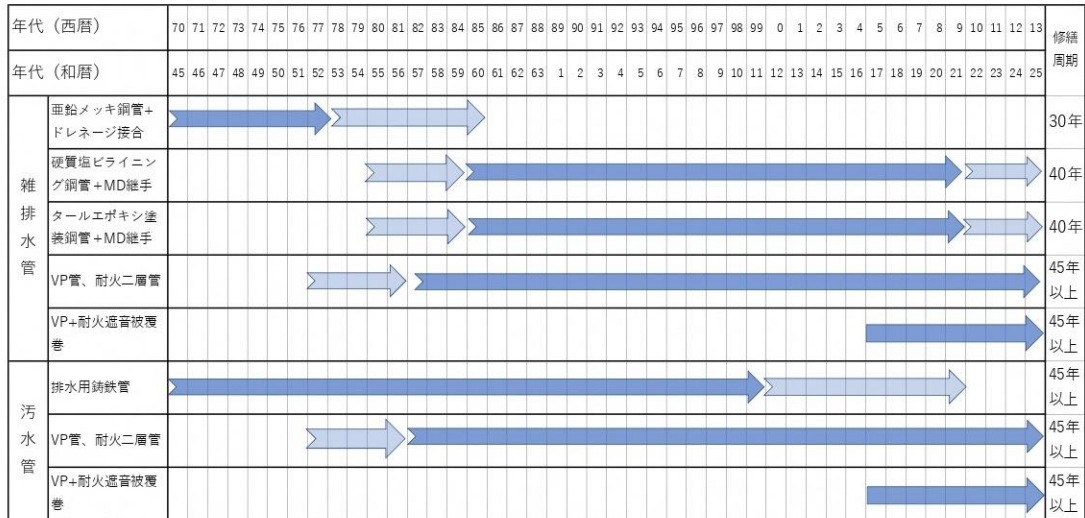 年代（西暦） 70 71 72 73 74 75 76 77 78 79 80 81 82 83 84 85 86 87 88 89 90 91 92 93 94 95 96 97 98 99 0 1 2 3 4 5 6 7 8 9 10 11 12 13 修繕
年代（和暦） 45 46 47 48 49 50 51 52 53 54 55 56 57 58 59 60 61 62 63 1 2 3 4 5 6 7 8 9 10 11 12 13 14 15 16 17 18 19 20 21 22 23 24 25 周期
雑排水管
亜鉛メッキ鋼管+
ドレネージ接合
30年
硬質塩ビライニン
グ鋼管+MD継手
40年
タールエポキシ塗
装鋼管+MD継手
40年
VP管、耐火二層管
45年
以上
VP+耐火遮音被覆
巻
45年
以上
汚水管
排水用鋳鉄管
45年
以上
VP管、耐火二層管
45年
以上
VP+耐火遮音被覆
巻
45年
以上